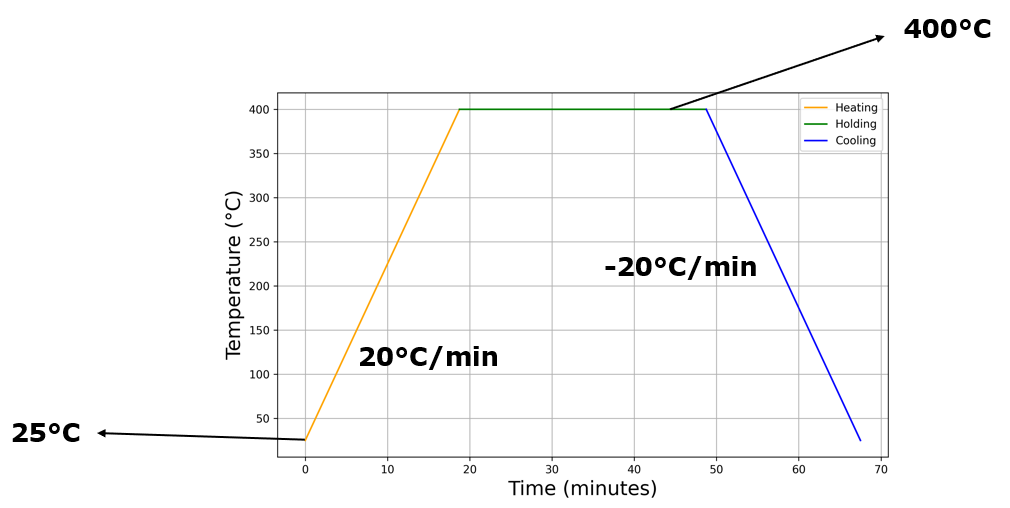 400°C
Heating
Holding
Cooling
400
350
300
250
200
150
100
50
Temperature (°C)
-20°C/min
20°C/min
25°C
0 10 20 30 40 50 60 70
Time (minutes)